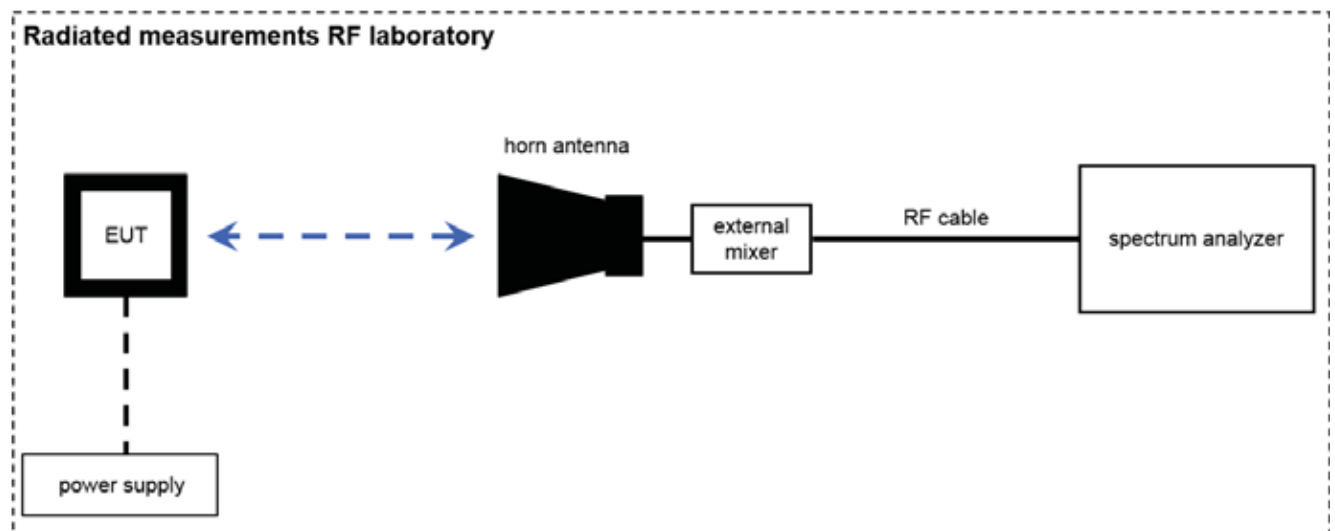 Radiated measurements RF laboratory
horn antenna
EUT
external
mixer
RF cable
spectrum analyzer
power supply